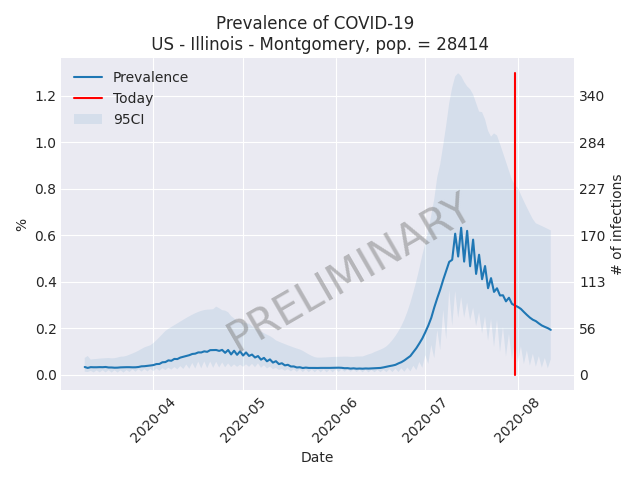 Prevalence of COVID-19
US - Illinois - Montgomery, pop. = 28414
Prevalence
Today
95CI
PRELIMINARY
%
1.2
1.0
0.8
0.6
0.4
0.2
0.0
340
284
227
170
113
56
0
# of infections
2020-04
2020-05
2020-06
2020-07
2020-08
Date